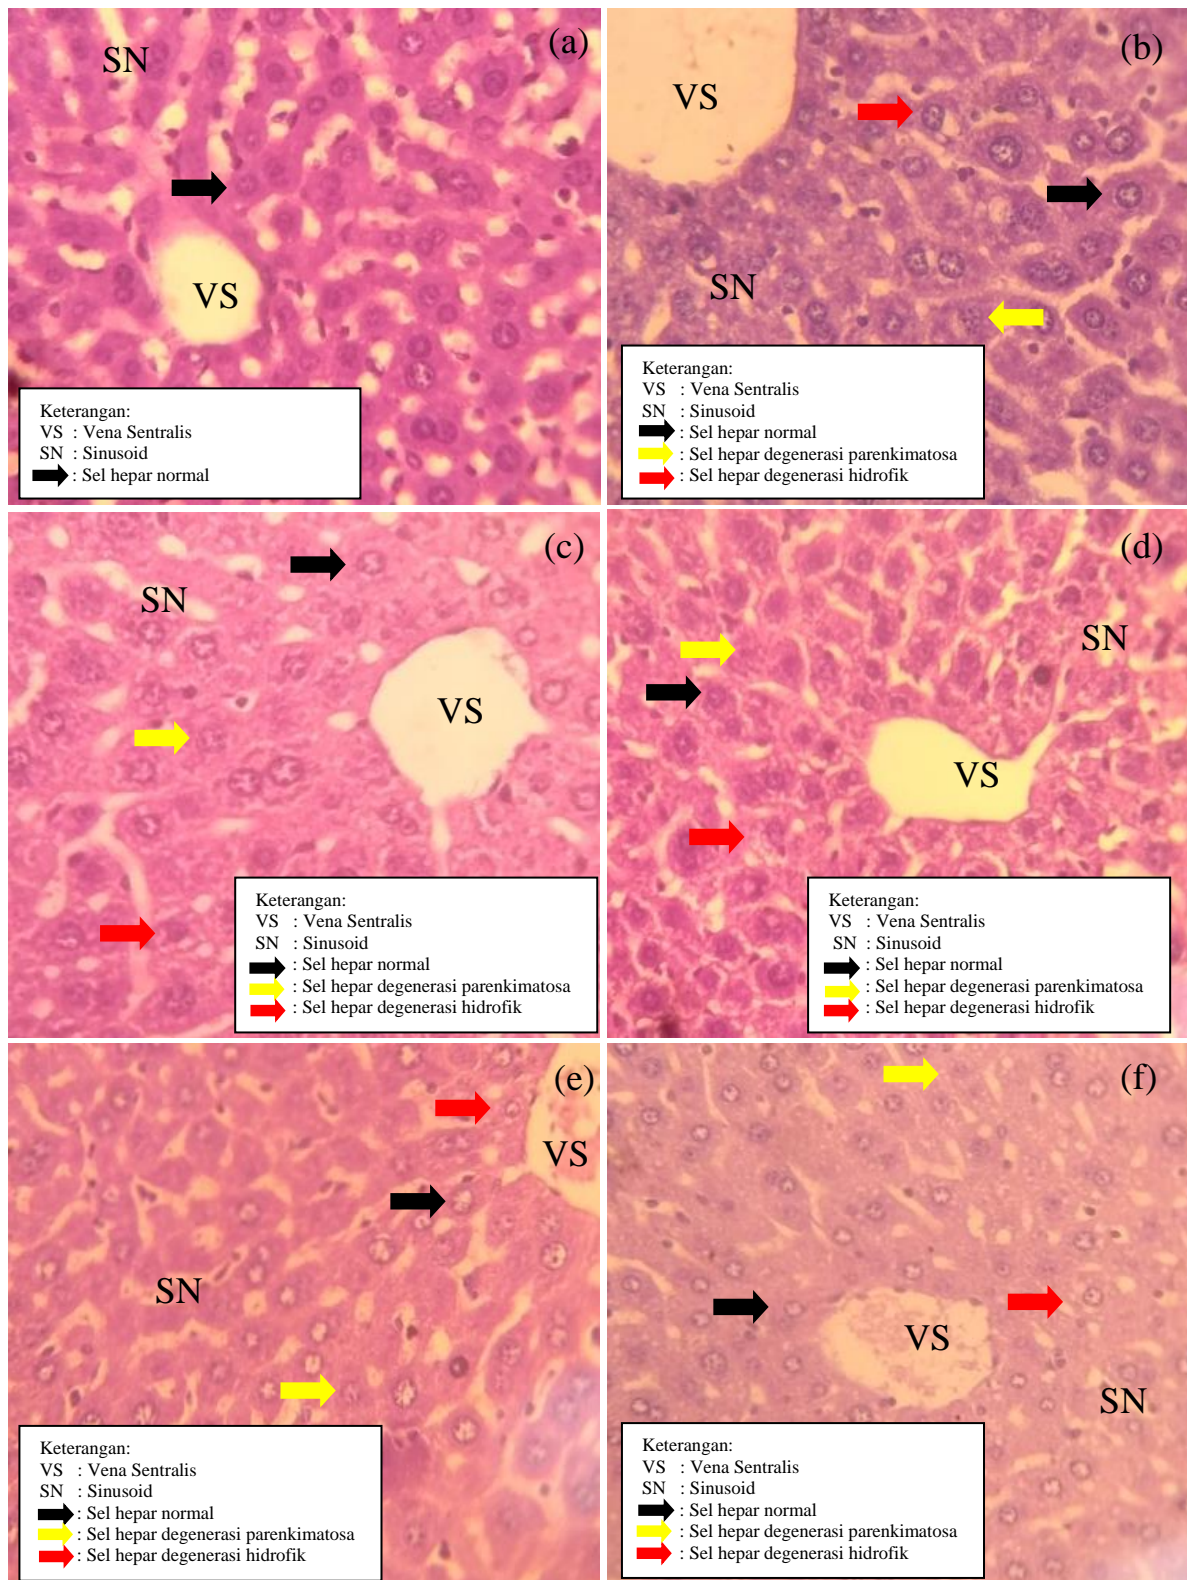 (a)
SN
VS
Keterangan:
VS : Vena Sentralis
SN : Sinusoid
: Sel hepar normal
(b)
VS
SN
Keterangan:
VS : Vena Sentralis
SN : Sinusoid
: Sel hepar normal
: Sel hepar degenerasi parenkimatosa
: Sel hepar degenerasi hidrofik
(c)
SN
VS
Keterangan:
VS : Vena Sentralis
SN : Sinusoid
: Sel hepar normal
: Sel hepar degenerasi parenkimatosa
: Sel hepar degenerasi hidrofik
(d)
SN
VS
Keterangan:
VS : Vena Sentralis
SN : Sinusoid
: Sel hepar normal
: Sel hepar degenerasi parenkimatosa
: Sel hepar degenerasi hidrofik
(e)
VS
SN
Keterangan:
VS : Vena Sentralis
SN : Sinusoid
: Sel hepar normal
: Sel hepar degenerasi parenkimatosa
: Sel hepar degenerasi hidrofik
(f)
VS
SN
Keterangan:
VS : Vena Sentralis
SN : Sinusoid
: Sel hepar normal
: Sel hepar degenerasi parenkimatosa
: Sel hepar degenerasi hidrofik